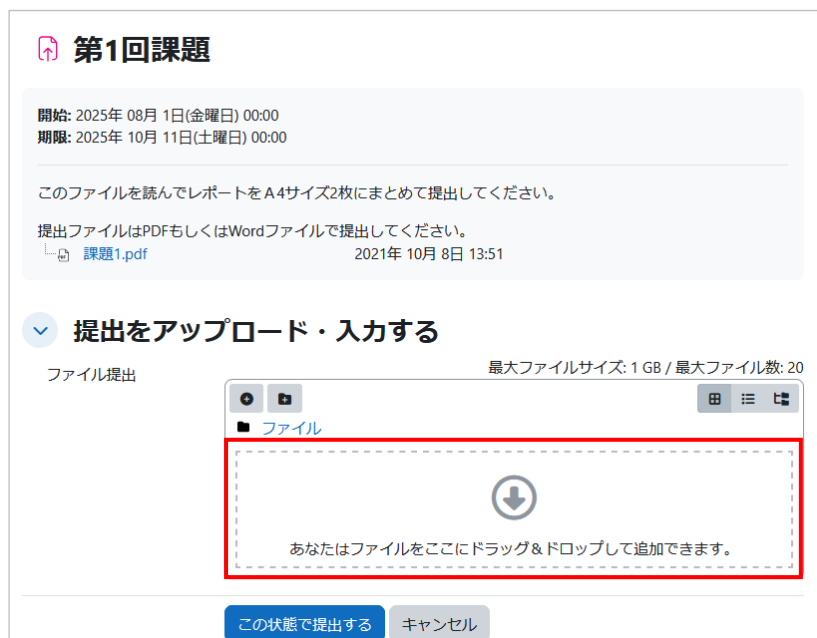 第1回課題
開始: 2025年 08月 1日(金曜日) 00:00
期限: 2025年 10月 11日(土曜日) 00:00
このファイルを読んでレポートをA4サイズ2枚にまとめて提出してください。
提出ファイルはPDFもしくはWordファイルで提出してください。
課題1.pdf 2021年 10月 8日 13:51
提出をアップロード・入力する
ファイル提出
最大ファイルサイズ: 1 GB / 最大ファイル数: 20
ファイル
あなたはファイルをここにドラッグ&ドロップして追加できます。
この状態で提出する キャンセル